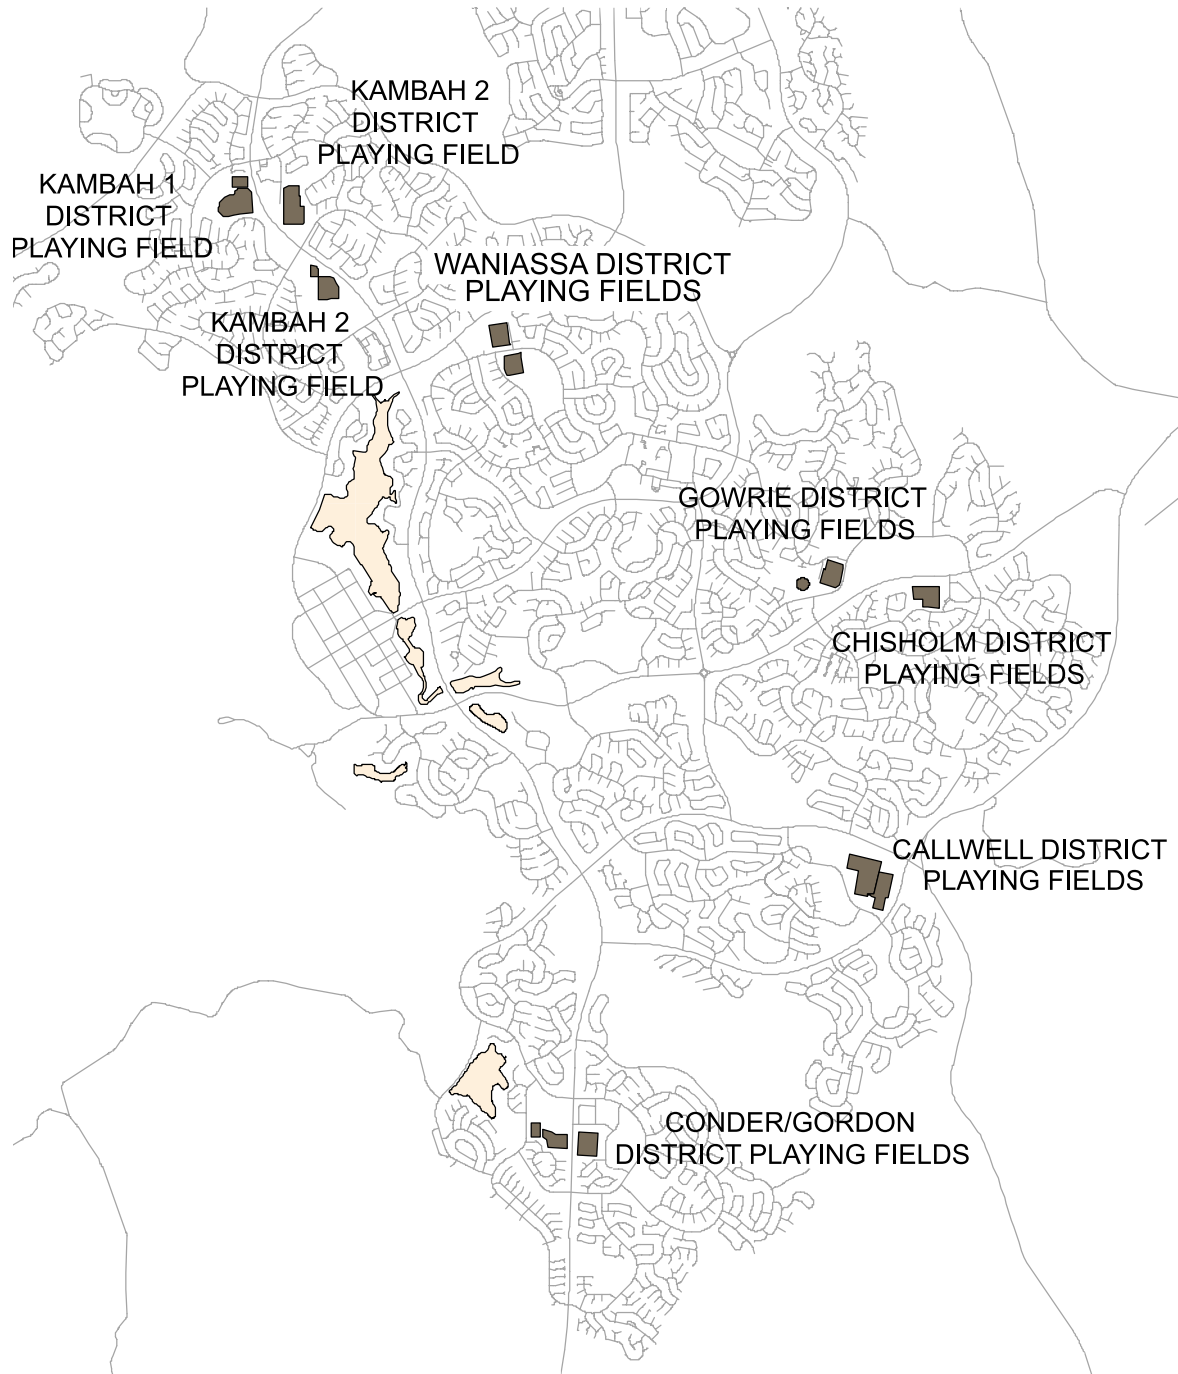 KAMBAH 2
DISTRICT
PLAYING FIELD
KAMBAH 1
DISTRICT
PLAYING FIELD
WANIASSA DISTRICT
PLAYING FIELDS
KAMBAH 2
DISTRICT
PLAYING FIELD
GOWRIE DISTRICT
PLAYING FIELDS
CHISHOLM DISTRICT
PLAYING FIELDS
CALLWELL DISTRICT
PLAYING FIELDS
CONDER/GORDON
DISTRICT PLAYING FIELDS